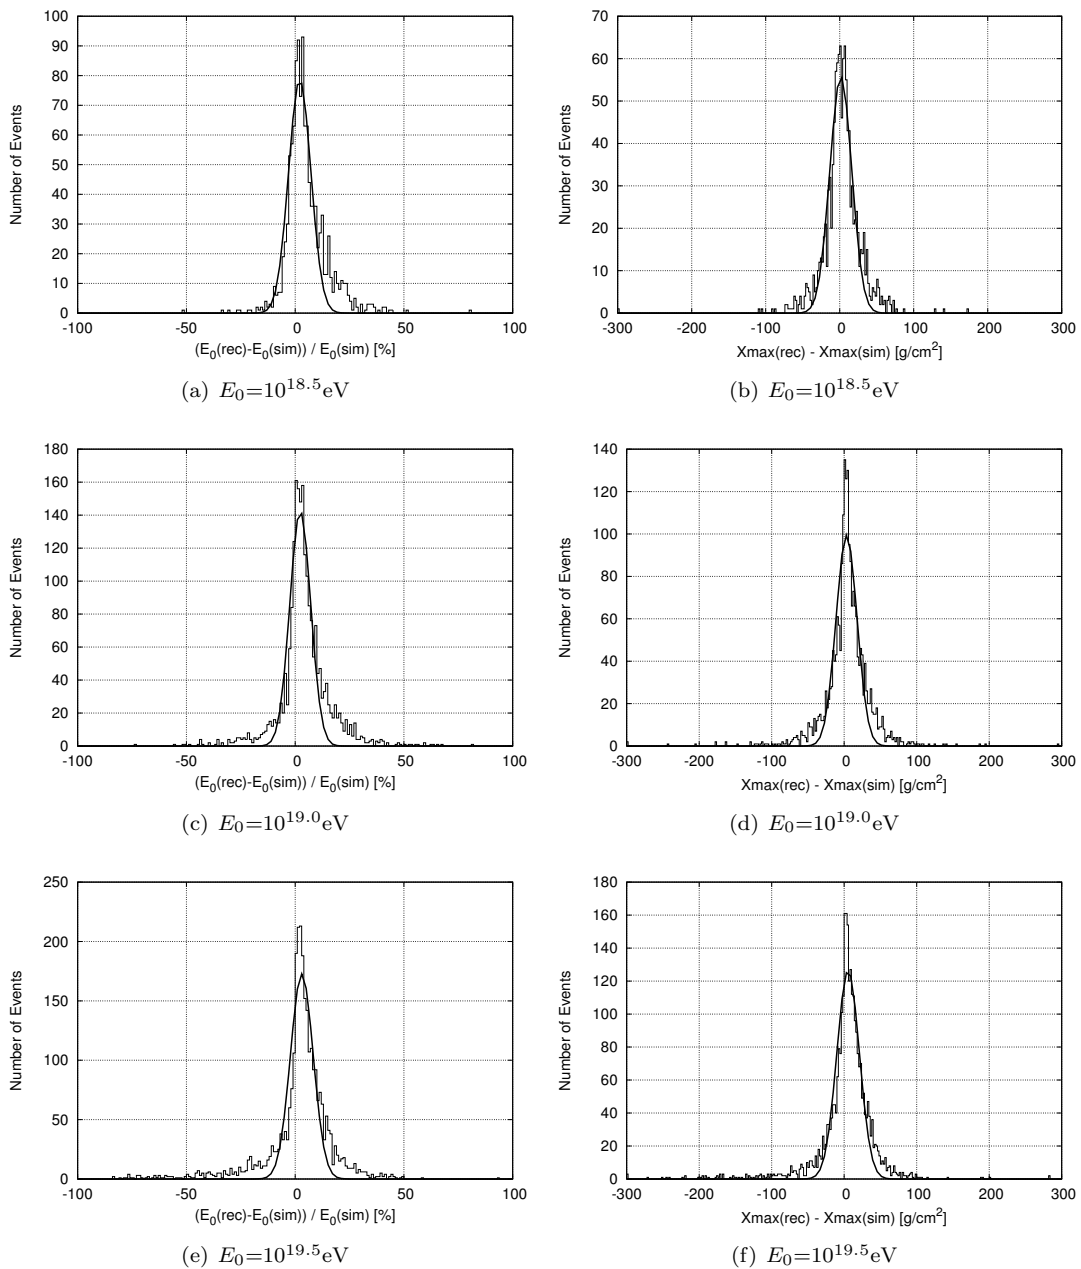 100
90
80
70
60
50
40
30
20
10
0
Number of Events
-100 -50 0 50 100
(E0(rec)-E0(sim)) / E0(sim) [%]
(a) E0=10^18.5eV
70
60
50
40
30
20
10
0
Number of Events
-300 -200 -100 0 100 200 300
Xmax(rec) - Xmax(sim) [g/cm2]
(b) E0=10^18.5eV
180
160
140
120
100
80
60
40
20
0
Number of Events
-100 -50 0 50 100
(E0(rec)-E0(sim)) / E0(sim) [%]
(c) E0=10^19.0eV
140
120
100
80
60
40
20
0
Number of Events
-300 -200 -100 0 100 200 300
Xmax(rec) - Xmax(sim) [g/cm2]
(d) E0=10^19.0eV
250
200
150
100
50
0
Number of Events
-100 -50 0 50 100
(E0(rec)-E0(sim)) / E0(sim) [%]
(e) E0=10^19.5eV
180
160
140
120
100
80
60
40
20
0
Number of Events
-300 -200 -100 0 100 200 300
Xmax(rec) - Xmax(sim) [g/cm2]
(f) E0=10^19.5eV